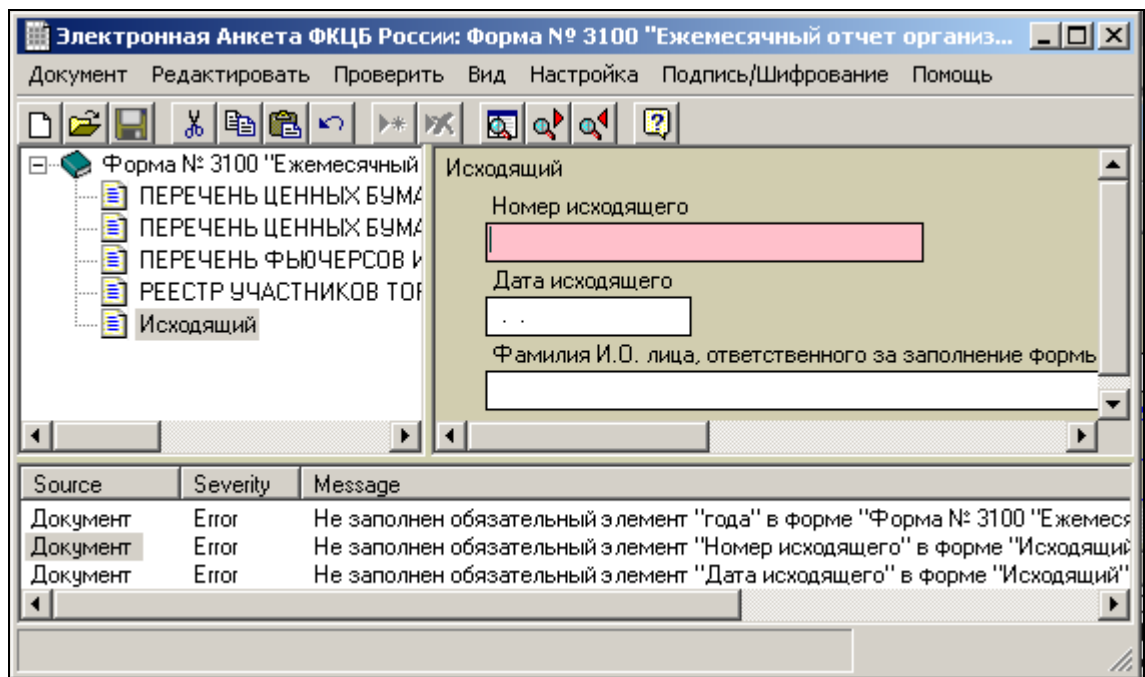 Электронная Анкета ФКЦБ России: Форма № 3100 "Ежемесячный отчет организ...
Документ Редактировать Проверить Вид Настройка Подпись/Шифрование Помощь
Форма № 3100 "Ежемесячный
ПЕРЕЧЕНЬ ЦЕННЫХ БУМА
ПЕРЕЧЕНЬ ЦЕННЫХ БУМА
ПЕРЕЧЕНЬ ФЬЮЧЕРСОВ И
РЕЕСТР УЧАСТНИКОВ ТОР
Исходящий
Исходящий
Номер исходящего
Дата исходящего
. .
Фамилия И.О. лица, ответственного за заполнение формы
Source Severity Message
Документ Error Не заполнен обязательный элемент "года" в форме "Форма № 3100 "Ежемеся
Документ Error Не заполнен обязательный элемент "Номер исходящего" в форме "Исходящий
Документ Error Не заполнен обязательный элемент "Дата исходящего" в форме "Исходящий"